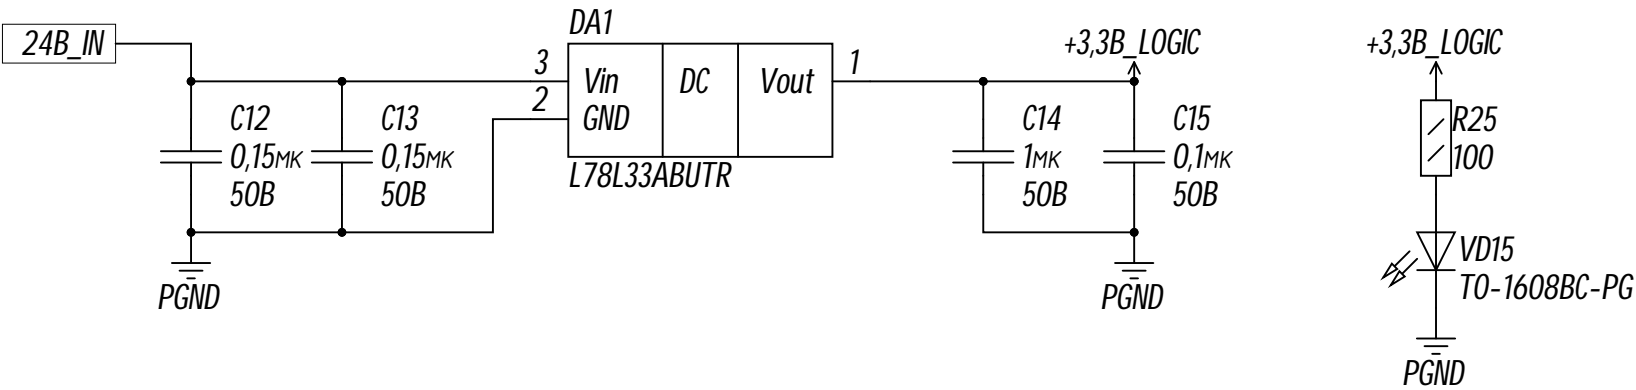 24В_IN
DA1
3
Vin
DC
Vout
1
2
GND
L78L33ABUTR
C12
0,15мк
50В
C13
0,15мк
50В
PGND
+3,3В_LOGIC
C14
1мк
50В
C15
0,1мк
50В
PGND
+3,3В_LOGIC
R25
100
VD15
TO-1608BC-PG
PGND